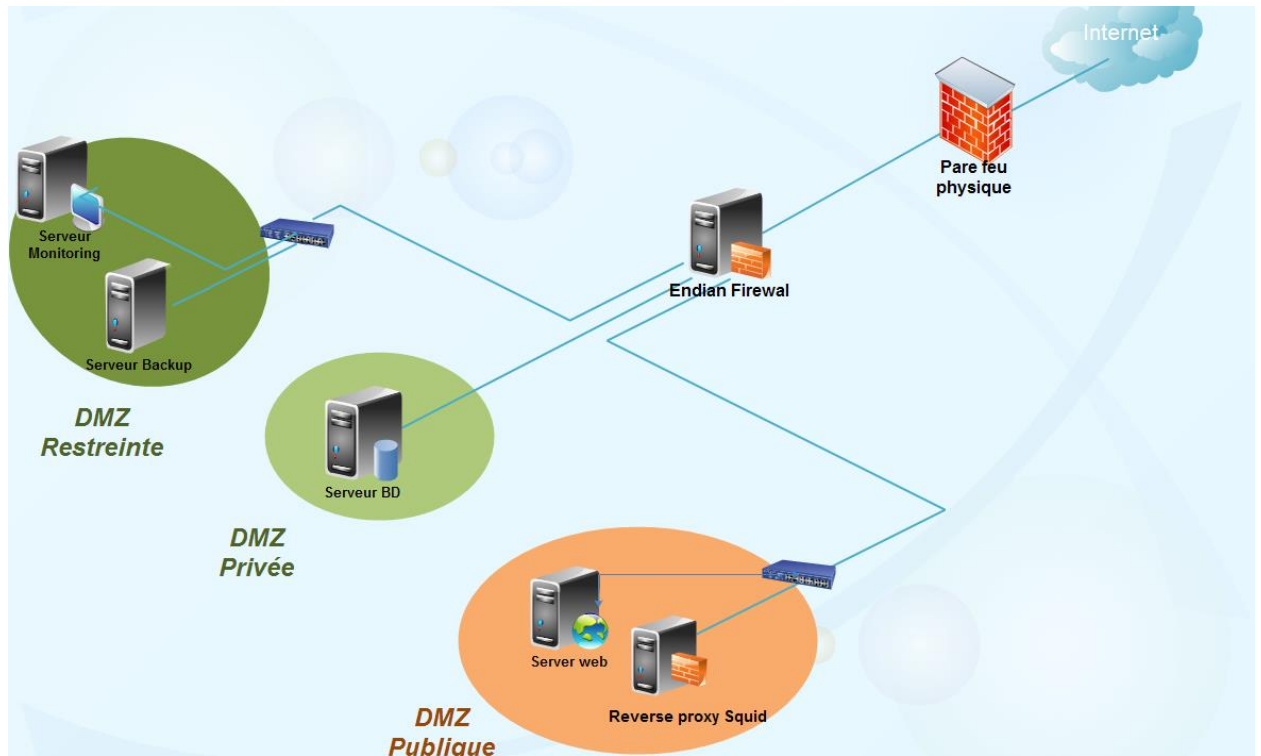 Internet
Pare feu
physique
Endian Firewal
Serveur
Monitoring
Serveur Backup
DMZ
Restreinte
Serveur BD
DMZ
Privée
Server web
Reverse proxy Squid
DMZ
Publique